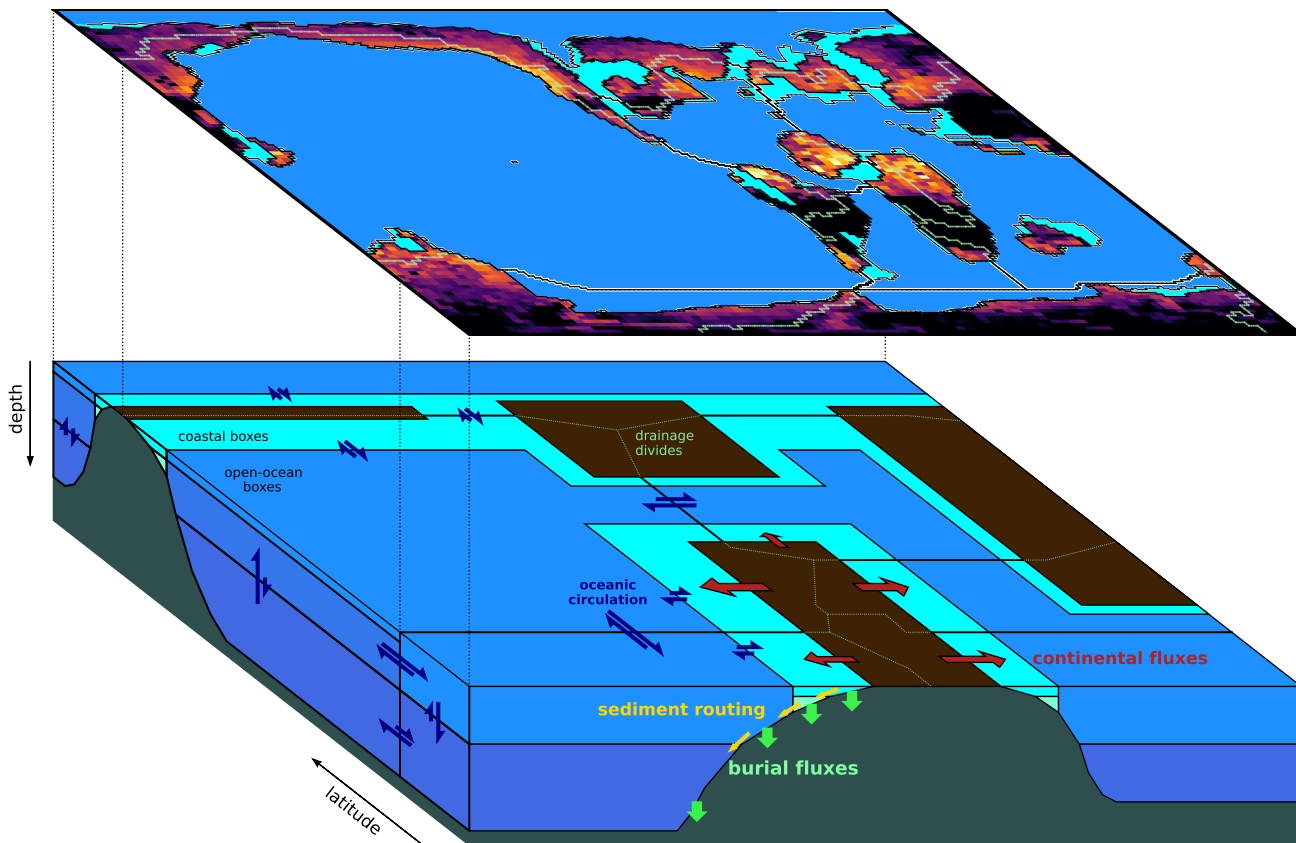 depth
coastal boxes
open-ocean
boxes
drainage
divides
oceanic
circulation
continental fluxes
sediment routing
burial fluxes
latitude